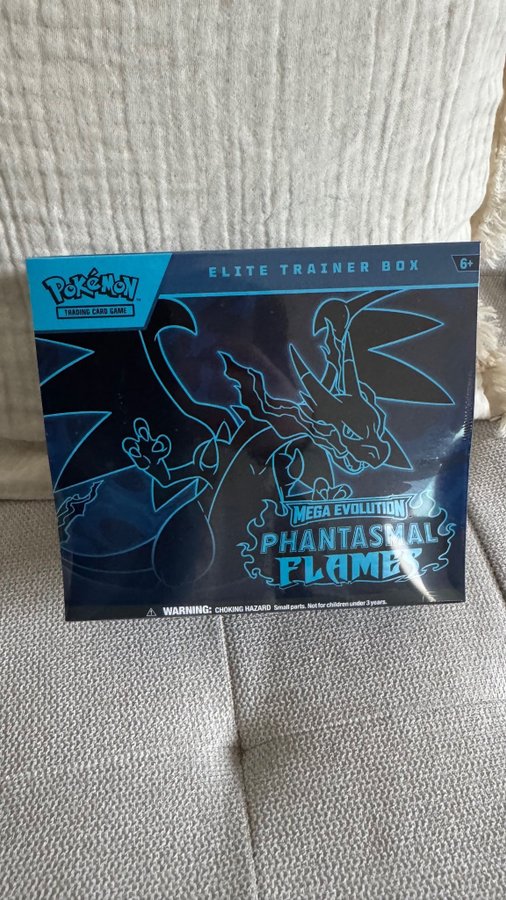 Pokémon
TRADING CARD GAME
ELITE TRAINER BOX
6+
MEGA EVOLUTION
PHANTASMAL
FLAMES
WARNING: CHOKING HAZARD Small parts. Not for children under 3 years.